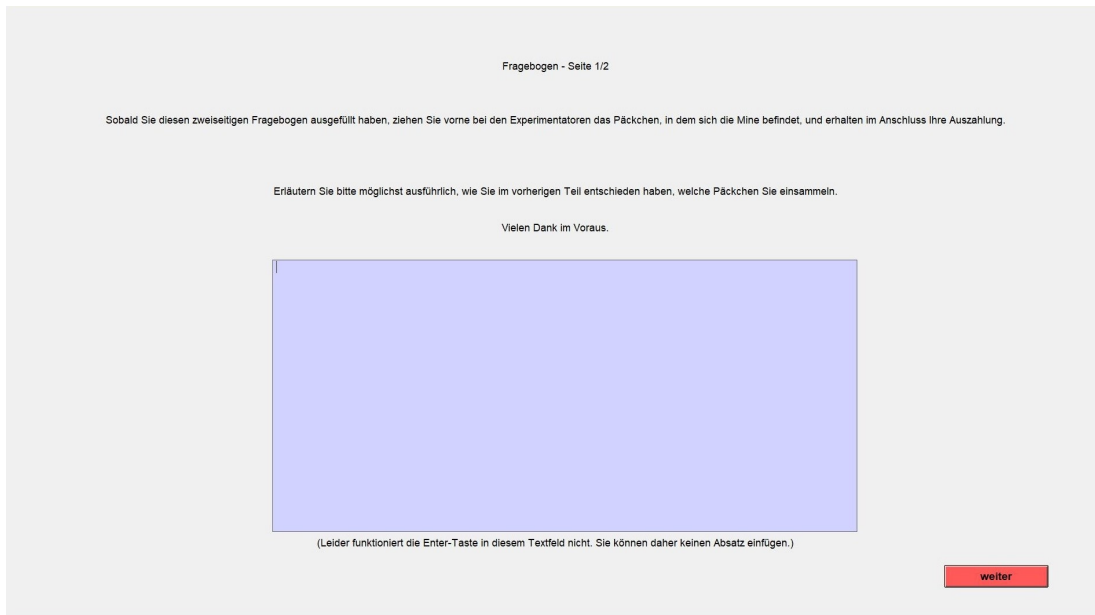 Fragebogen - Seite 1/2
Sobald Sie diesen zweiseitigen Fragebogen ausgefüllt haben, ziehen Sie vorne bei den Experimentatoren das Päckchen, in dem sich die Mine befindet, und erhalten im Anschluss Ihre Auszahlung.
Erläutern Sie bitte möglichst ausführlich, wie Sie im vorherigen Teil entschieden haben, welche Päckchen Sie einsammeln.
Vielen Dank im Voraus.
(Leider funktioniert die Enter-Taste in diesem Textfeld nicht. Sie können daher keinen Absatz einfügen.)
weiter